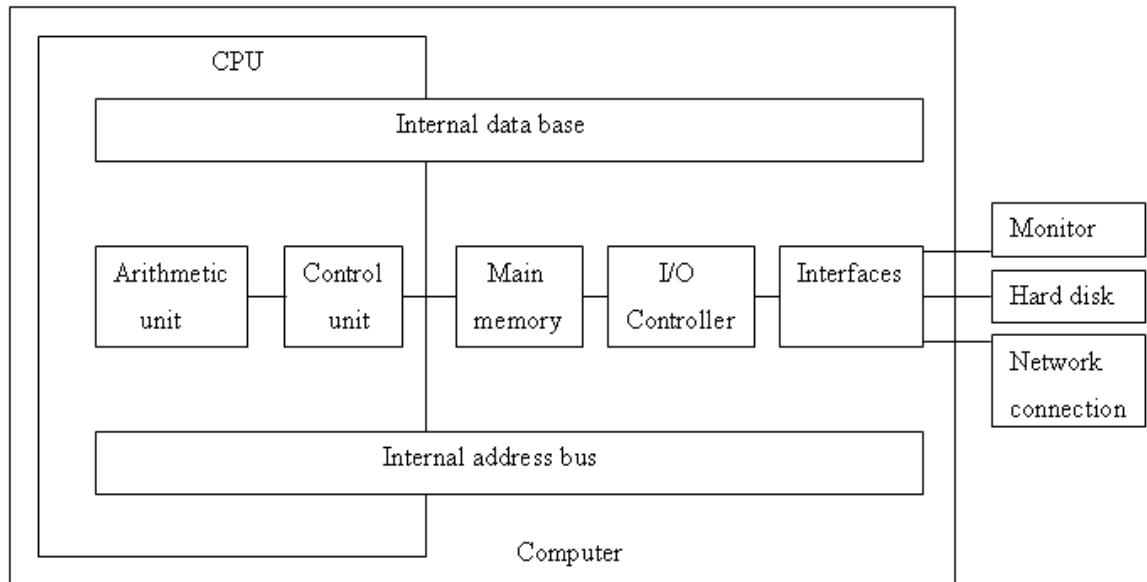 CPU
Internal data base
Arithmetic
unit
Control
unit
Main
memory
I/O
Controller
Interfaces
Monitor
Hard disk
Network
connection
Internal address bus
Computer